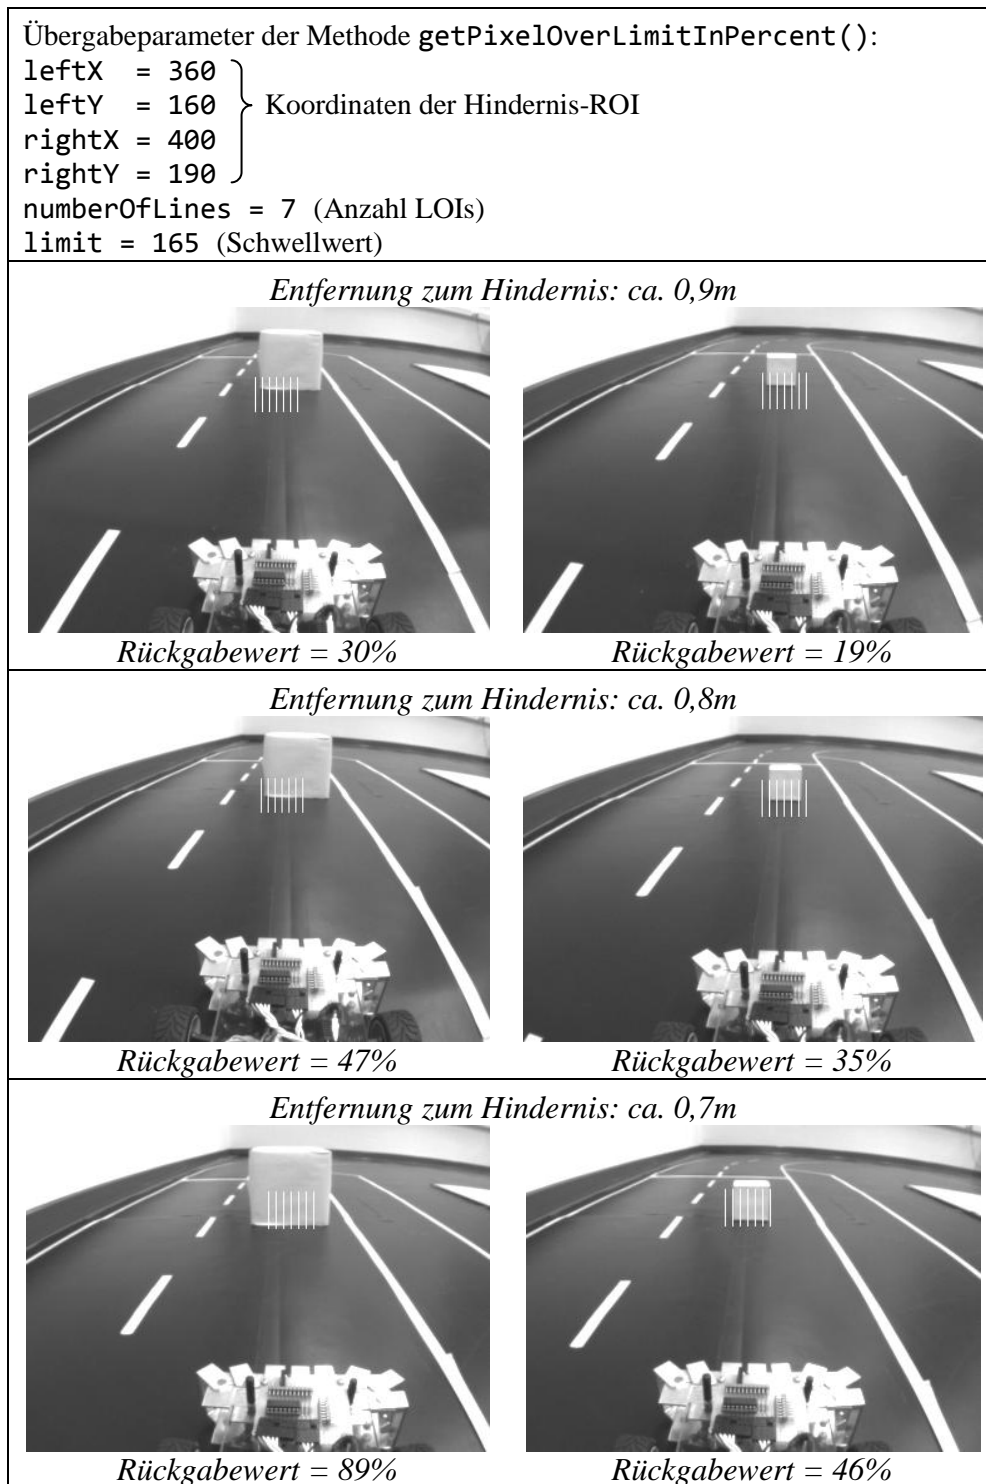 Übergabeparameter der Methode getPixelOverLimitInPercent():
leftX = 360
leftY = 160
Koordinaten der Hindernis-ROI
rightX = 400
rightY = 190
numberOfLines = 7 (Anzahl LOIs)
limit = 165 (Schwellwert)
Entfernung zum Hindernis: ca. 0,9m
Rückgabewert = 30%
Rückgabewert = 19%
Entfernung zum Hindernis: ca. 0,8m
Rückgabewert = 47%
Rückgabewert = 35%
Entfernung zum Hindernis: ca. 0,7m
Rückgabewert = 89%
Rückgabewert = 46%